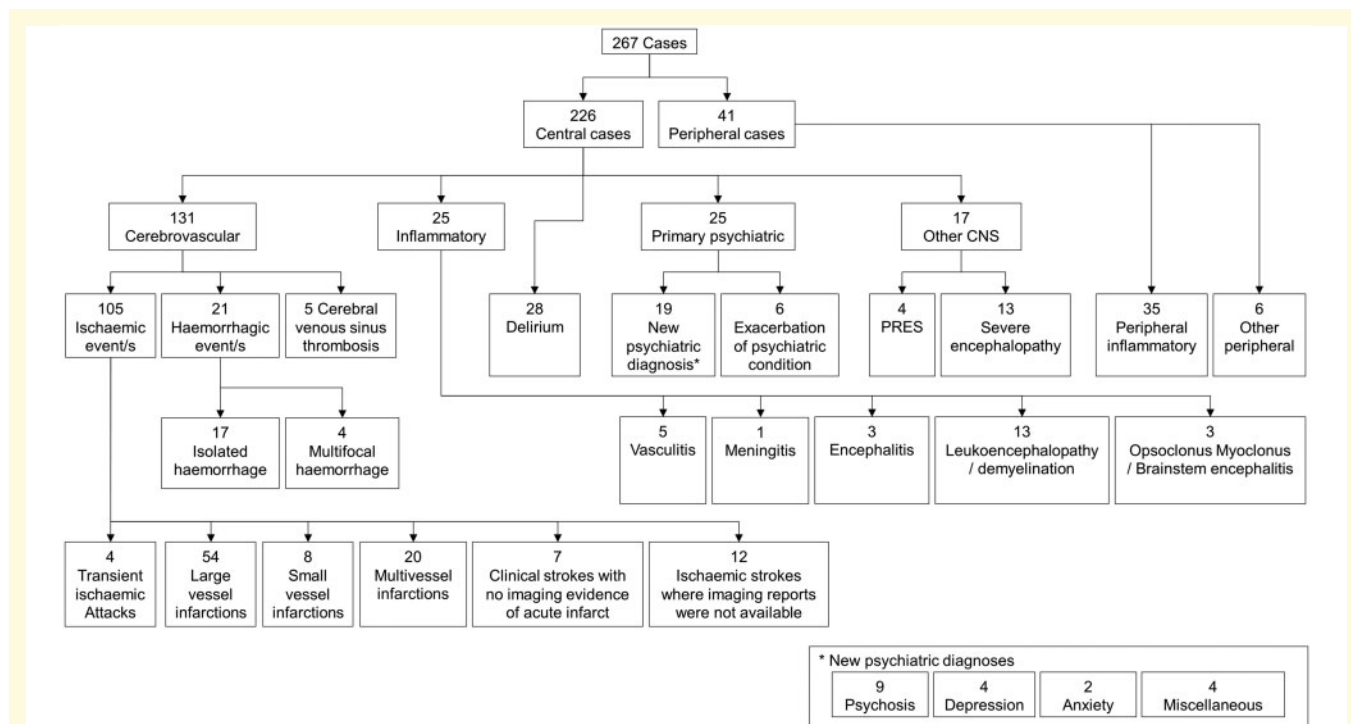 267 Cases
226
Central cases
41
Peripheral cases
131
Cerebrovascular
25
Inflammatory
25
Primary psychiatric
17
Other CNS
105
Ischaemic
event/s
21
Haemorrhagic
event/s
5 Cerebral
venous sinus
thrombosis
28
Delirium
19
New
psychiatric
diagnosis*
6
Exacerbation
of psychiatric
condition
4
PRES
13
Severe
encephalopathy
35
Peripheral
inflammatory
6
Other
peripheral
17
Isolated
haemorrhage
4
Multifocal
haemorrhage
5
Vasculitis
1
Meningitis
3
Encephalitis
13
Leukoencephalopathy
/ demyelination
3
Opsoclonus Myoclonus
/ Brainstem encephalitis
4
Transient
ischaemic
Attacks
54
Large
vessel
infarctions
8
Small
vessel
infarctions
20
Multivessel
infarctions
7
Clinical strokes with
no imaging evidence
of acute infarct
12
Ischaemic strokes
where imaging reports
were not available
* New psychiatric diagnoses
9
Psychosis
4
Depression
2
Anxiety
4
Miscellaneous